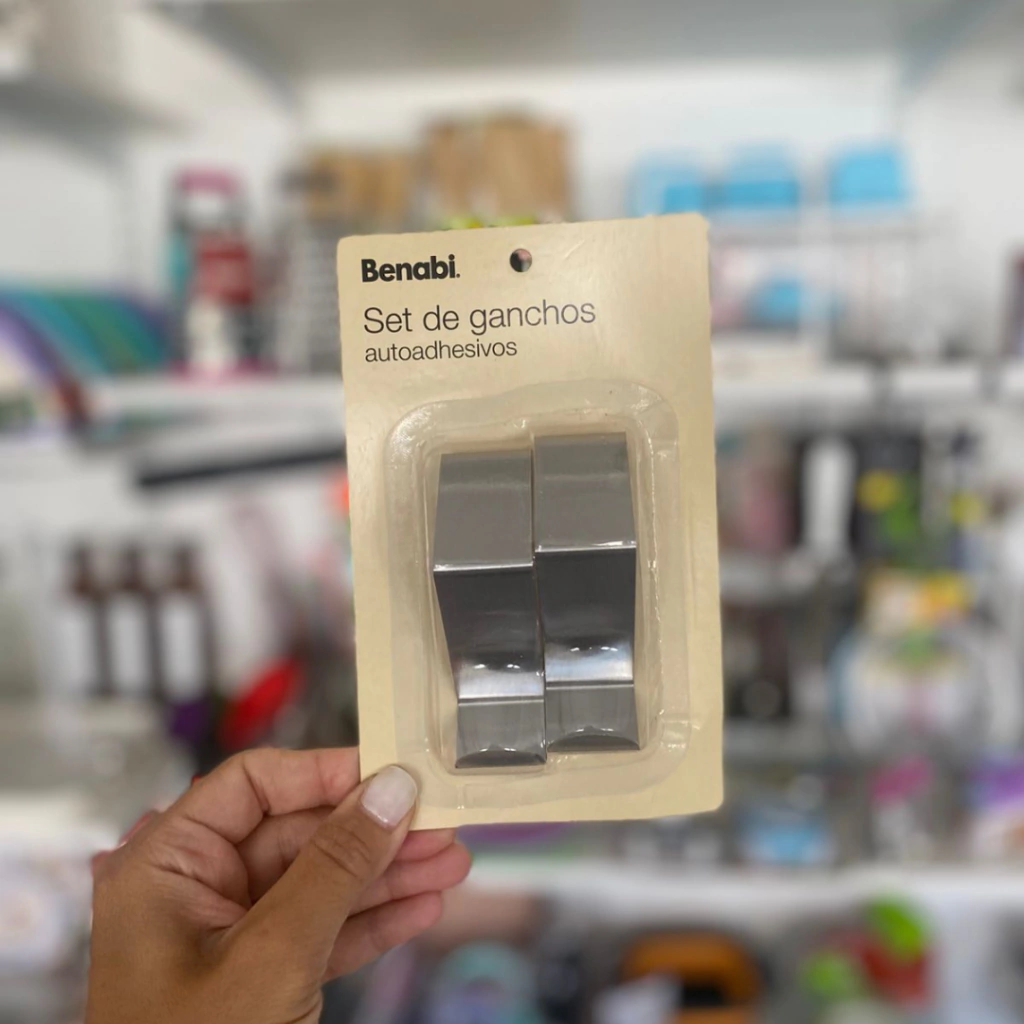 Benabi.
Set de ganchos
autoadhesivos